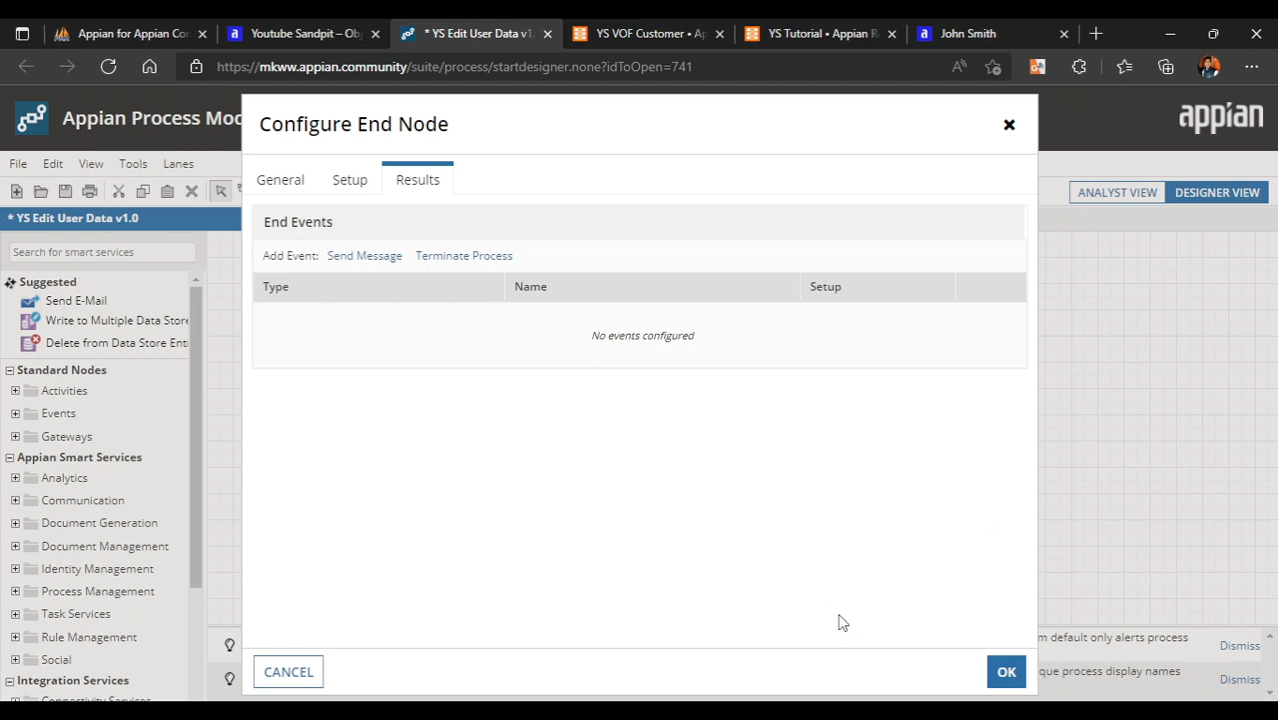 Appian for Appian Co
Youtube Sandpit – Ob
* YS Edit User Data v1.
YS VOF Customer • A
YS Tutorial • Appian R
John Smith
https://mkww.appian.community/suite/process/startdesigner.none?idToOpen=741
Appian Process Mo
Configure End Node
appian
File
Edit
View
Tools
Lanes
General
Setup
Results
ANALYST VIEW
DESIGNER VIEW
* YS Edit User Data v1.0
End Events
Search for smart services
Add Event:
Send Message
Terminate Process
Suggested
Type
Name
Setup
Send E-Mail
Write to Multiple Data Store
No events configured
Delete from Data Store Ent
Standard Nodes
Activities
Events
Gateways
Appian Smart Services
Analytics
Communication
Document Generation
Document Management
Identity Management
Process Management
Task Services
Rule Management
m default only alerts process
Dismiss
Social
CANCEL
OK
que process display names
Dismiss
Integration Services